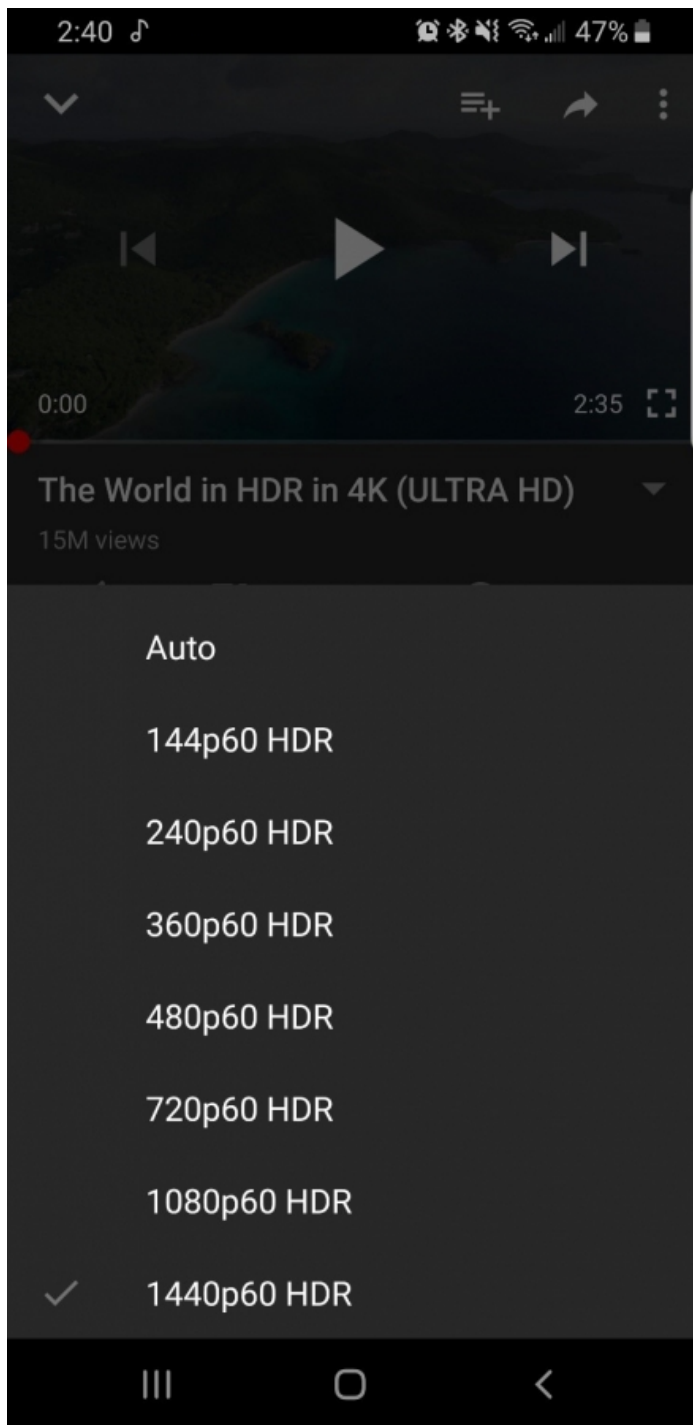 2:40 47%
0:00 2:35
The World in HDR in 4K (ULTRA HD)
15M views
Auto
144p60 HDR
240p60 HDR
360p60 HDR
480p60 HDR
720p60 HDR
1080p60 HDR
1440p60 HDR